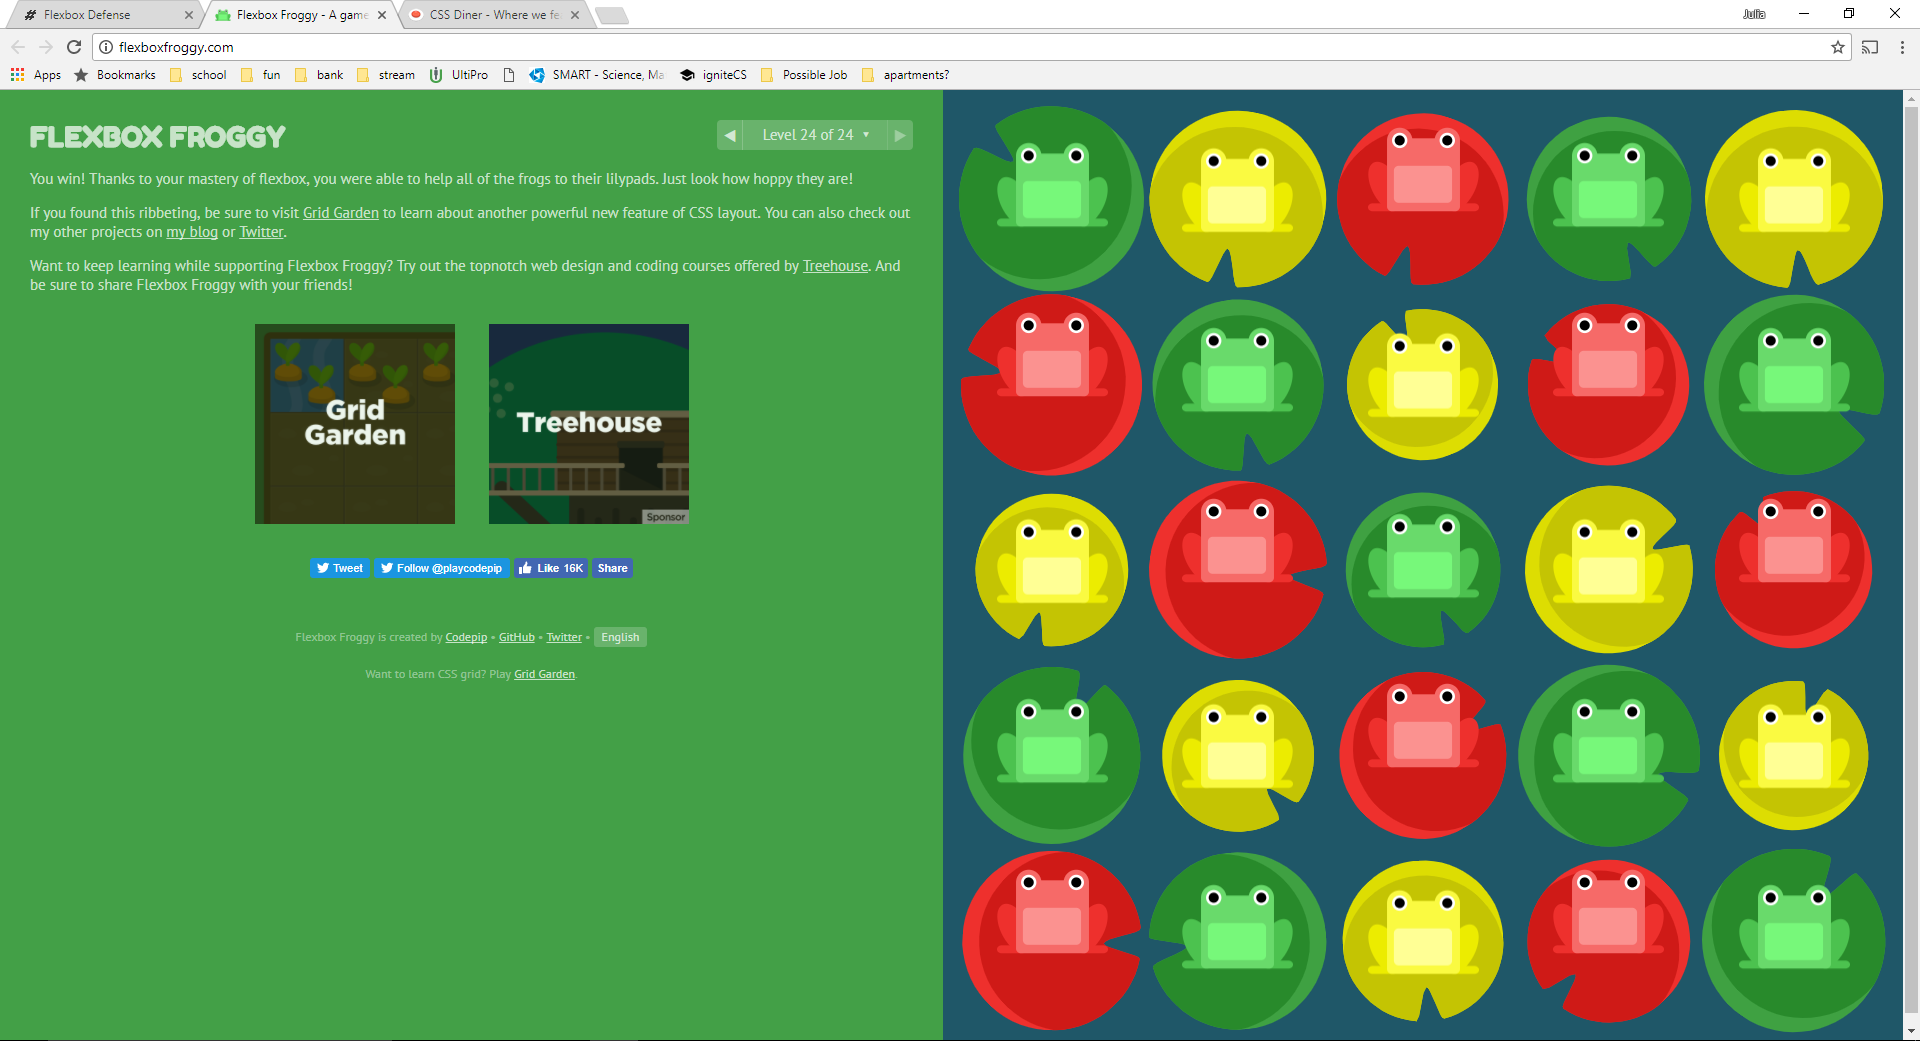 Flexbox Defense
Flexbox Froggy - A game
CSS Diner - Where we fe
Julia
flexboxfroggy.com
Apps Bookmarks school fun bank stream UltiPro SMART - Science, Ma igniteCS Possible Job apartments?
FLEXBOX FROGGY
Level 24 of 24
You win! Thanks to your mastery of flexbox, you were able to help all of the frogs to their lilypads. Just look how hoppy they are!
If you found this ribbeting, be sure to visit Grid Garden to learn about another powerful new feature of CSS layout. You can also check out
my other projects on my blog or Twitter.
Want to keep learning while supporting Flexbox Froggy? Try out the topnotch web design and coding courses offered by Treehouse. And
be sure to share Flexbox Froggy with your friends!
Grid
Garden
Treehouse
Sponsor
Tweet Follow @playcodepip Like 16K Share
Flexbox Froggy is created by Codepip • GitHub • Twitter • English
Want to learn CSS grid? Play Grid Garden.